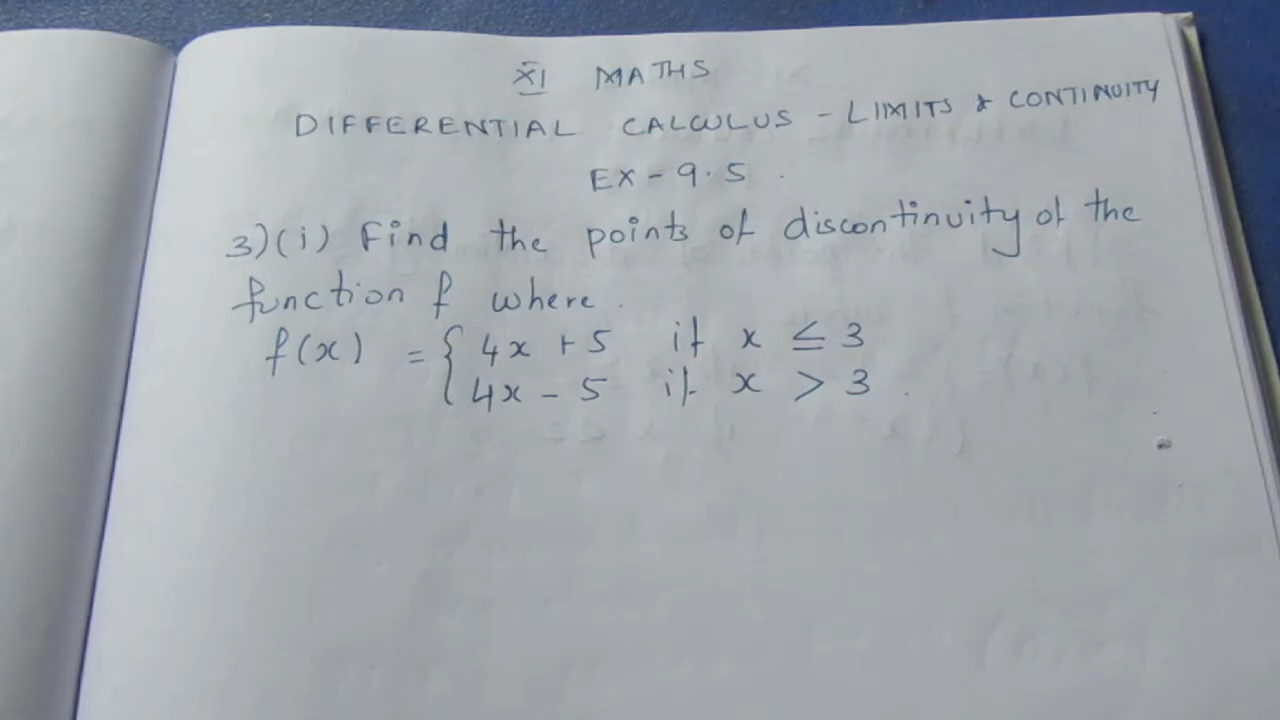 XI MATHS
DIFFERENTIAL CALCULUS - LIMITS & CONTINUITY
EX - 9.5
3)(i) Find the points of discontinuity of the
function f where.
f(x) = { 4x + 5 if x ≤ 3
4x - 5 if x > 3.